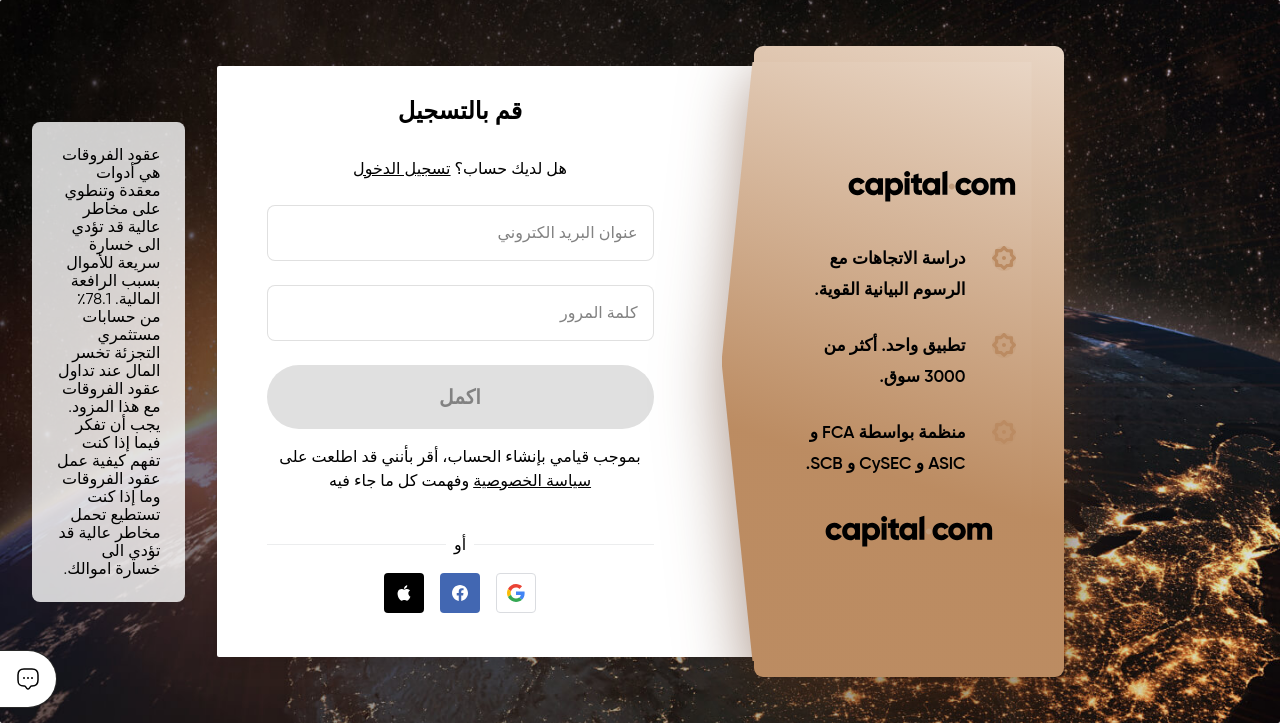 capital com
دراسة الاتجاهات مع
الرسوم البيانية القوية.
تطبيق واحد. أكثر من
3000 سوق.
منظمة بواسطة FCA و
ASIC و CySEC و SCB.
capital com
قم بالتسجيل
هل لديك حساب؟ تسجيل الدخول
عنوان البريد الكتروني
كلمة المرور
اكمل
بموجب قيامي بإنشاء الحساب، أقر بأنني قد اطلعت على
سياسة الخصوصية وفهمت كل ما جاء فيه
أو
عقود الفروقات
هي أدوات
معقدة وتنطوي
على مخاطر
عالية قد تؤدي
الى خسارة
سريعة للأموال
بسبب الرافعة
المالية. 78.1٪
من حسابات
مستثمري
التجزئة تخسر
المال عند تداول
عقود الفروقات
مع هذا المزود.
يجب أن تفكر
فيما إذا كنت
تفهم كيفية عمل
عقود الفروقات
وما إذا كنت
تستطيع تحمل
مخاطر عالية قد
تؤدي الى
خسارة اموالك.